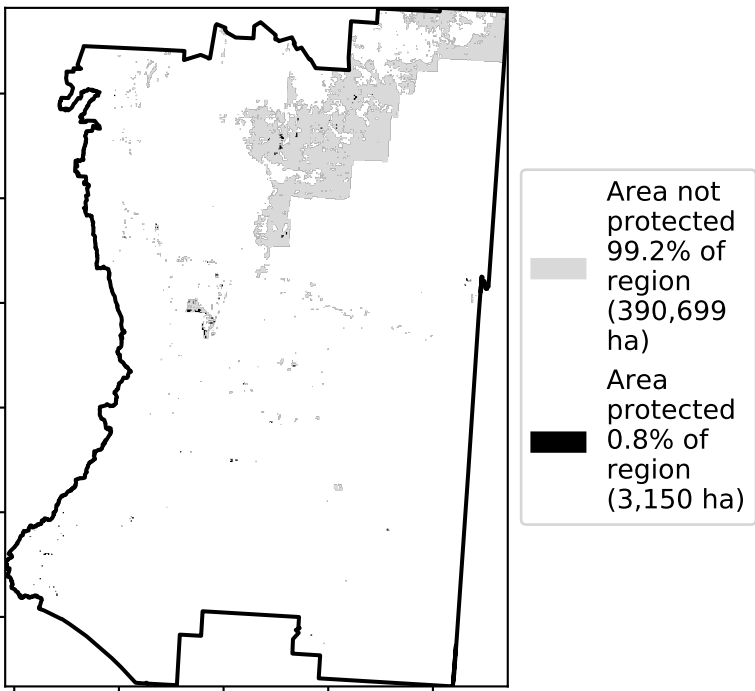 Area not
protected
99.2% of
region
(390,699
ha)
Area
protected
0.8% of
region
(3,150 ha)